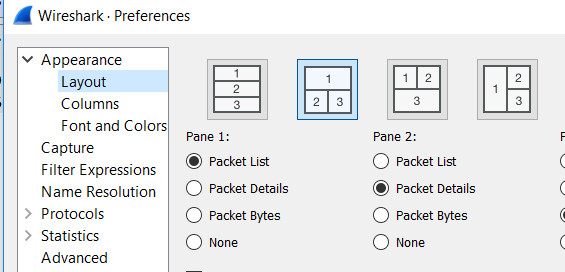 Wireshark · Preferences
Appearance
Layout
Columns
Font and Colors
Capture
Filter Expressions
Name Resolution
Protocols
Statistics
Advanced
1
2
3
1
2 3
1 2
3
1 2
3
Pane 1:
Packet List
Packet Details
Packet Bytes
None
Pane 2:
Packet List
Packet Details
Packet Bytes
None